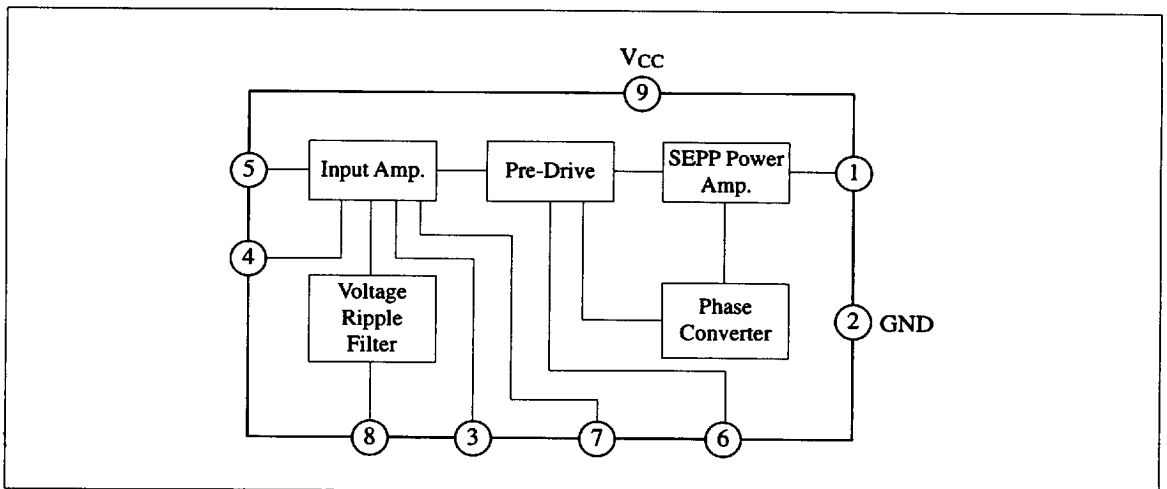 VCC
9
5
Input Amp.
Pre-Drive
SEPP Power
Amp.
1
4
Voltage
Ripple
Filter
Phase
Converter
2
GND
8
3
7
6